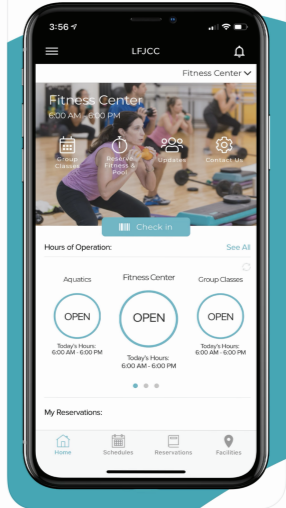 3:56
LFJCC
Fitness Center
Fitness Center
6:00 AM - 6:00 PM
Group
Classes
Reserve
Fitness &
Pool
Updates
Contact Us
Check in
Hours of Operation:
See All
Aquatics
Fitness Center
Group Classes
OPEN
OPEN
OPEN
Today's Hours:
6:00 AM - 6:00 PM
Today's Hours:
6:00 AM - 6:00 PM
Today's Hours:
6:00 AM - 6:00 PM
My Reservations:
Home
Schedules
Reservations
Facilities